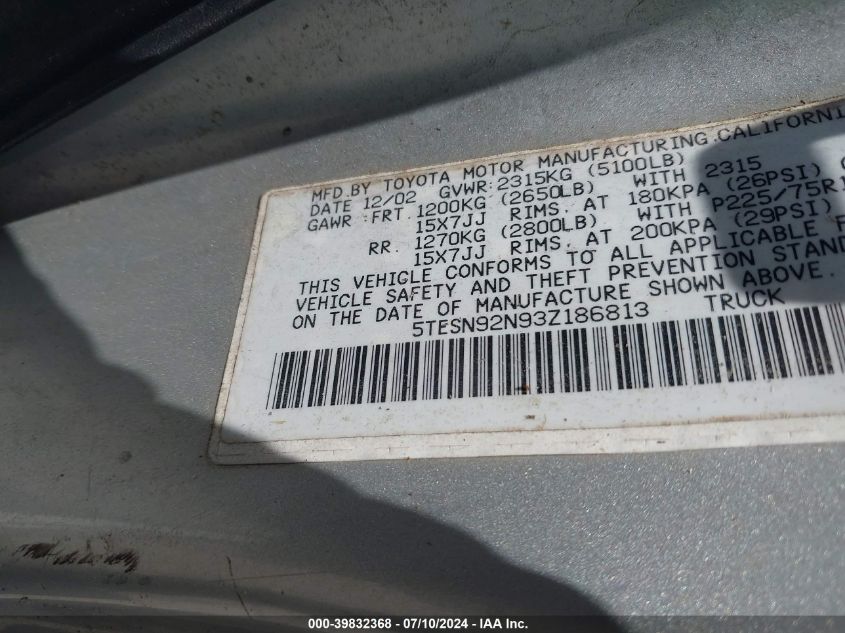 MFD.BY TOYOTA MOTOR MANUFACTURING.CALIFORNI
DATE 12/02 GVWR:2315KG (5100LB)
GAWR :FRT.1200KG (2650LB) WITH 2315
15X7JJ RIMS. AT 180KPA (26PSI)
RR. 1270KG (2800LB) WITH P225/75R1
15X7JJ RIMS. AT 200KPA (29PSI)
THIS VEHICLE CONFORMS TO ALL APPLICABLE F
VEHICLE SAFETY AND THEFT PREVENTION STAND
ON THE DATE OF MANUFACTURE SHOWN ABOVE.
5TESN92N93Z186813 TRUCK
000-39832368 / 07/10/2024 - IAA Inc.